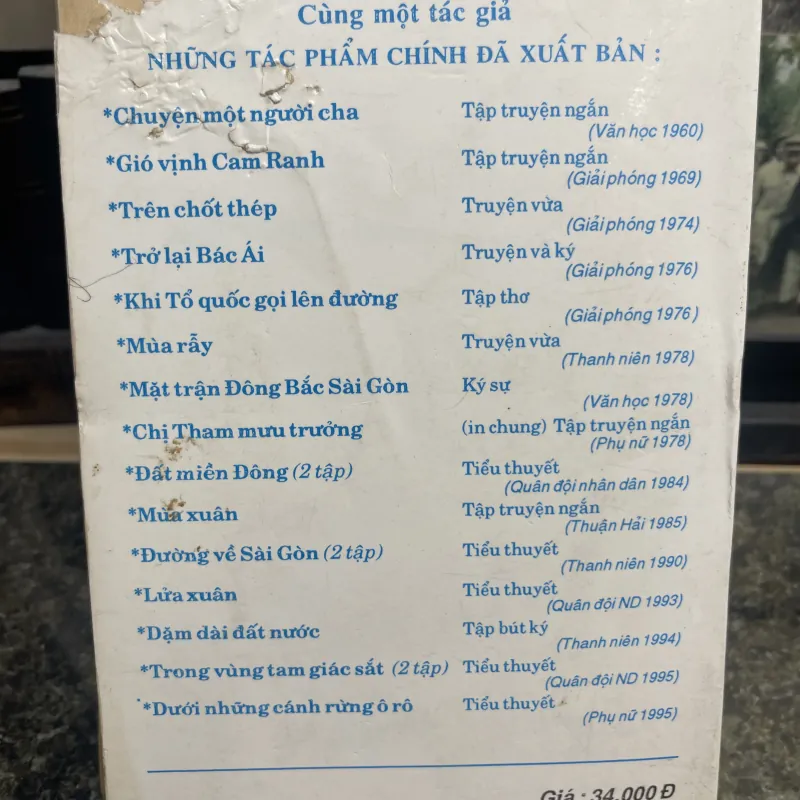 Cùng một tác giả
NHỮNG TÁC PHẨM CHÍNH ĐÃ XUẤT BẢN :
*Chuyện một người cha Tập truyện ngắn
(Văn học 1960)
*Gió vịnh Cam Ranh Tập truyện ngắn
(Giải phóng 1969)
*Trên chốt thép Truyện vừa
(Giải phóng 1974)
*Trở lại Bác Ái Truyện và ký
(Giải phóng 1976)
*Khi Tổ quốc gọi lên đường Tập thơ
(Giải phóng 1976)
*Mùa rẫy Truyện vừa
(Thanh niên 1978)
*Mặt trận Đông Bắc Sài Gòn Ký sự
(Văn học 1978)
*Chị Tham mưu trưởng (in chung) Tập truyện ngắn
(Phụ nữ 1978)
*Đất miền Đông (2 tập) Tiểu thuyết
(Quân đội nhân dân 1984)
*Mùa xuân Tập truyện ngắn
(Thuận Hải 1985)
*Đường về Sài Gòn (2 tập) Tiểu thuyết
(Thanh niên 1990)
*Lửa xuân Tiểu thuyết
(Quân đội ND 1993)
*Dặm dài đất nước Tập bút ký
(Thanh niên 1994)
*Trong vùng tam giác sắt (2 tập) Tiểu thuyết
(Quân đội ND 1995)
*Dưới những cánh rừng ô rô Tiểu thuyết
(Phụ nữ 1995)
Giá : 34.000 Đ